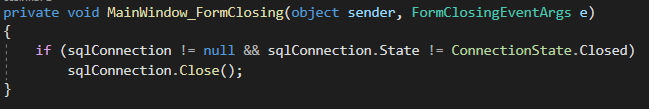 private void MainWindow_FormClosing(object sender, FormClosingEventArgs e)
{
    if (sqlConnection != null && sqlConnection.State != ConnectionState.Closed)
        sqlConnection.Close();
}